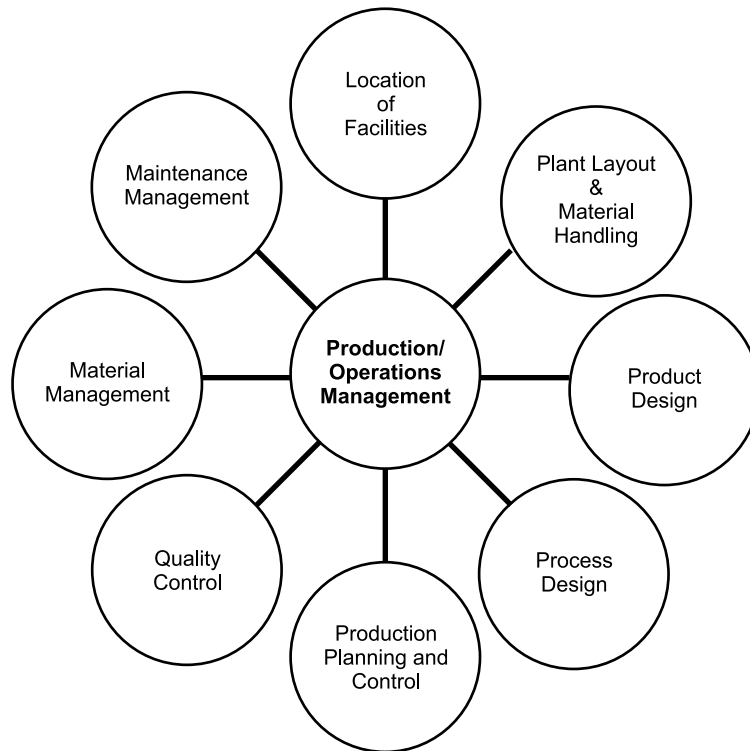 Location
of
Facilities
Plant Layout
&
Material
Handling
Product
Design
Process
Design
Production
Planning and
Control
Quality
Control
Material
Management
Maintenance
Management
Production/
Operations
Management